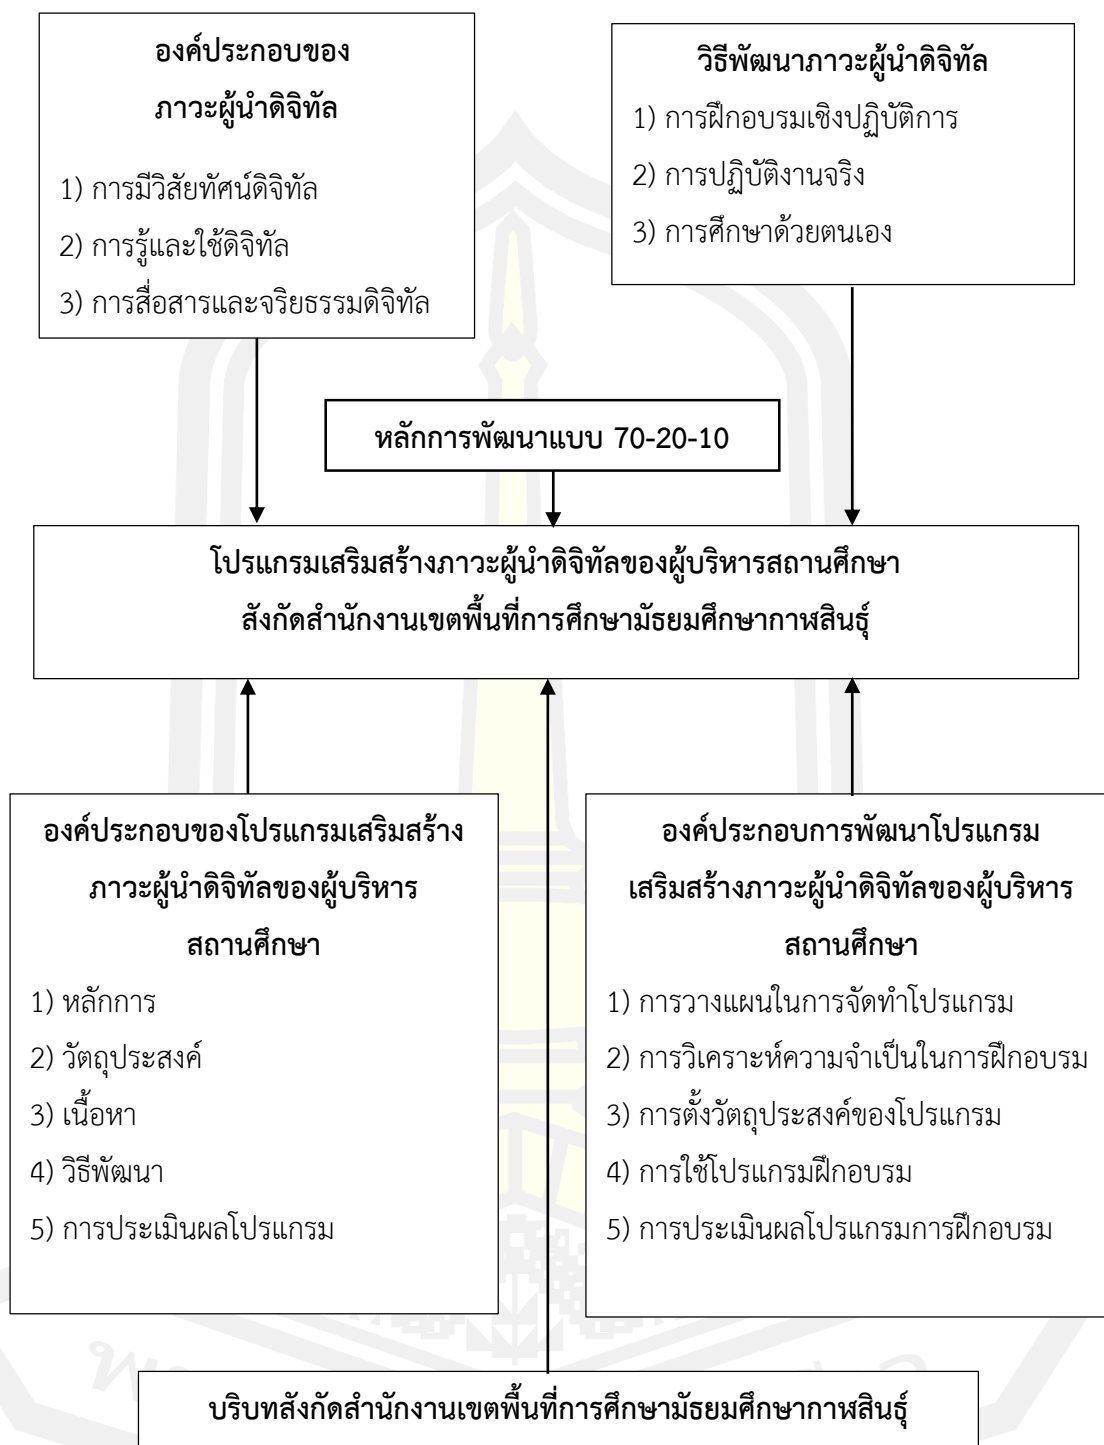 องค์ประกอบของ
ภาวะผู้นำดิจิทัล
1) การมีวิสัยทัศน์ดิจิทัล
2) การรู้และใช้ดิจิทัล
3) การสื่อสารและจริยธรรมดิจิทัล
วิธีพัฒนาภาวะผู้นำดิจิทัล
1) การฝึกอบรมเชิงปฏิบัติการ
2) การปฏิบัติงานจริง
3) การศึกษาด้วยตนเอง
หลักการพัฒนาแบบ 70-20-10
โปรแกรมเสริมสร้างภาวะผู้นำดิจิทัลของผู้บริหารสถานศึกษา
สังกัดสำนักงานเขตพื้นที่การศึกษามัธยมศึกษากาฬสินธุ์
องค์ประกอบของโปรแกรมเสริมสร้าง
ภาวะผู้นำดิจิทัลของผู้บริหาร
สถานศึกษา
1) หลักการ
2) วัตถุประสงค์
3) เนื้อหา
4) วิธีพัฒนา
5) การประเมินผลโปรแกรม
องค์ประกอบการพัฒนาโปรแกรม
เสริมสร้างภาวะผู้นำดิจิทัลของผู้บริหาร
สถานศึกษา
1) การวางแผนในการจัดทำโปรแกรม
2) การวิเคราะห์ความจำเป็นในการฝึกอบรม
3) การตั้งวัตถุประสงค์ของโปรแกรม
4) การใช้โปรแกรมฝึกอบรม
5) การประเมินผลโปรแกรมการฝึกอบรม
บริบทสังกัดสำนักงานเขตพื้นที่การศึกษามัธยมศึกษากาฬสินธุ์